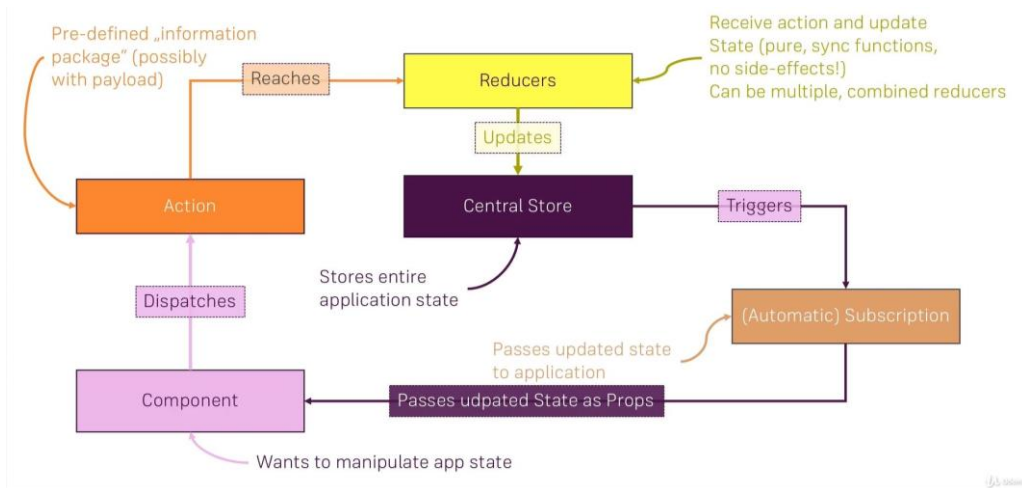 Pre-defined „information
package” (possibly
with payload)
Reaches
Reducers
Receive action and update
State (pure, sync functions,
no side-effects!)
Can be multiple, combined reducers
Updates
Action
Central Store
Triggers
Stores entire
application state
Dispatches
(Automatic) Subscription
Passes updated state
to application
Component
Passes udpated State as Props
Wants to manipulate app state